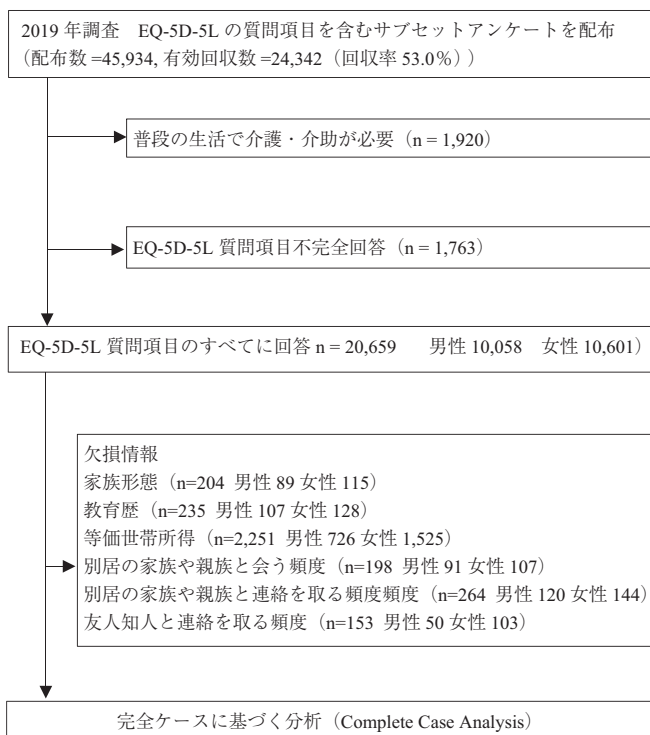 2019 年調査　EQ-5D-5L の質問項目を含むサブセットアンケートを配布
（配布数 =45,934, 有効回収数 =24,342（回収率 53.0％））
普段の生活で介護・介助が必要（n = 1,920）
EQ-5D-5L 質問項目不完全回答（n = 1,763）
EQ-5D-5L 質問項目のすべてに回答 n = 20,659　　男性 10,058　女性 10,601）
欠損情報
家族形態（n=204 男性 89 女性 115）
教育歴（n=235 男性 107 女性 128）
等価世帯所得（n=2,251 男性 726 女性 1,525）
別居の家族や親族と会う頻度（n=198 男性 91 女性 107）
別居の家族や親族と連絡を取る頻度頻度（n=264 男性 120 女性 144）
友人知人と連絡を取る頻度（n=153 男性 50 女性 103）
完全ケースに基づく分析（Complete Case Analysis）